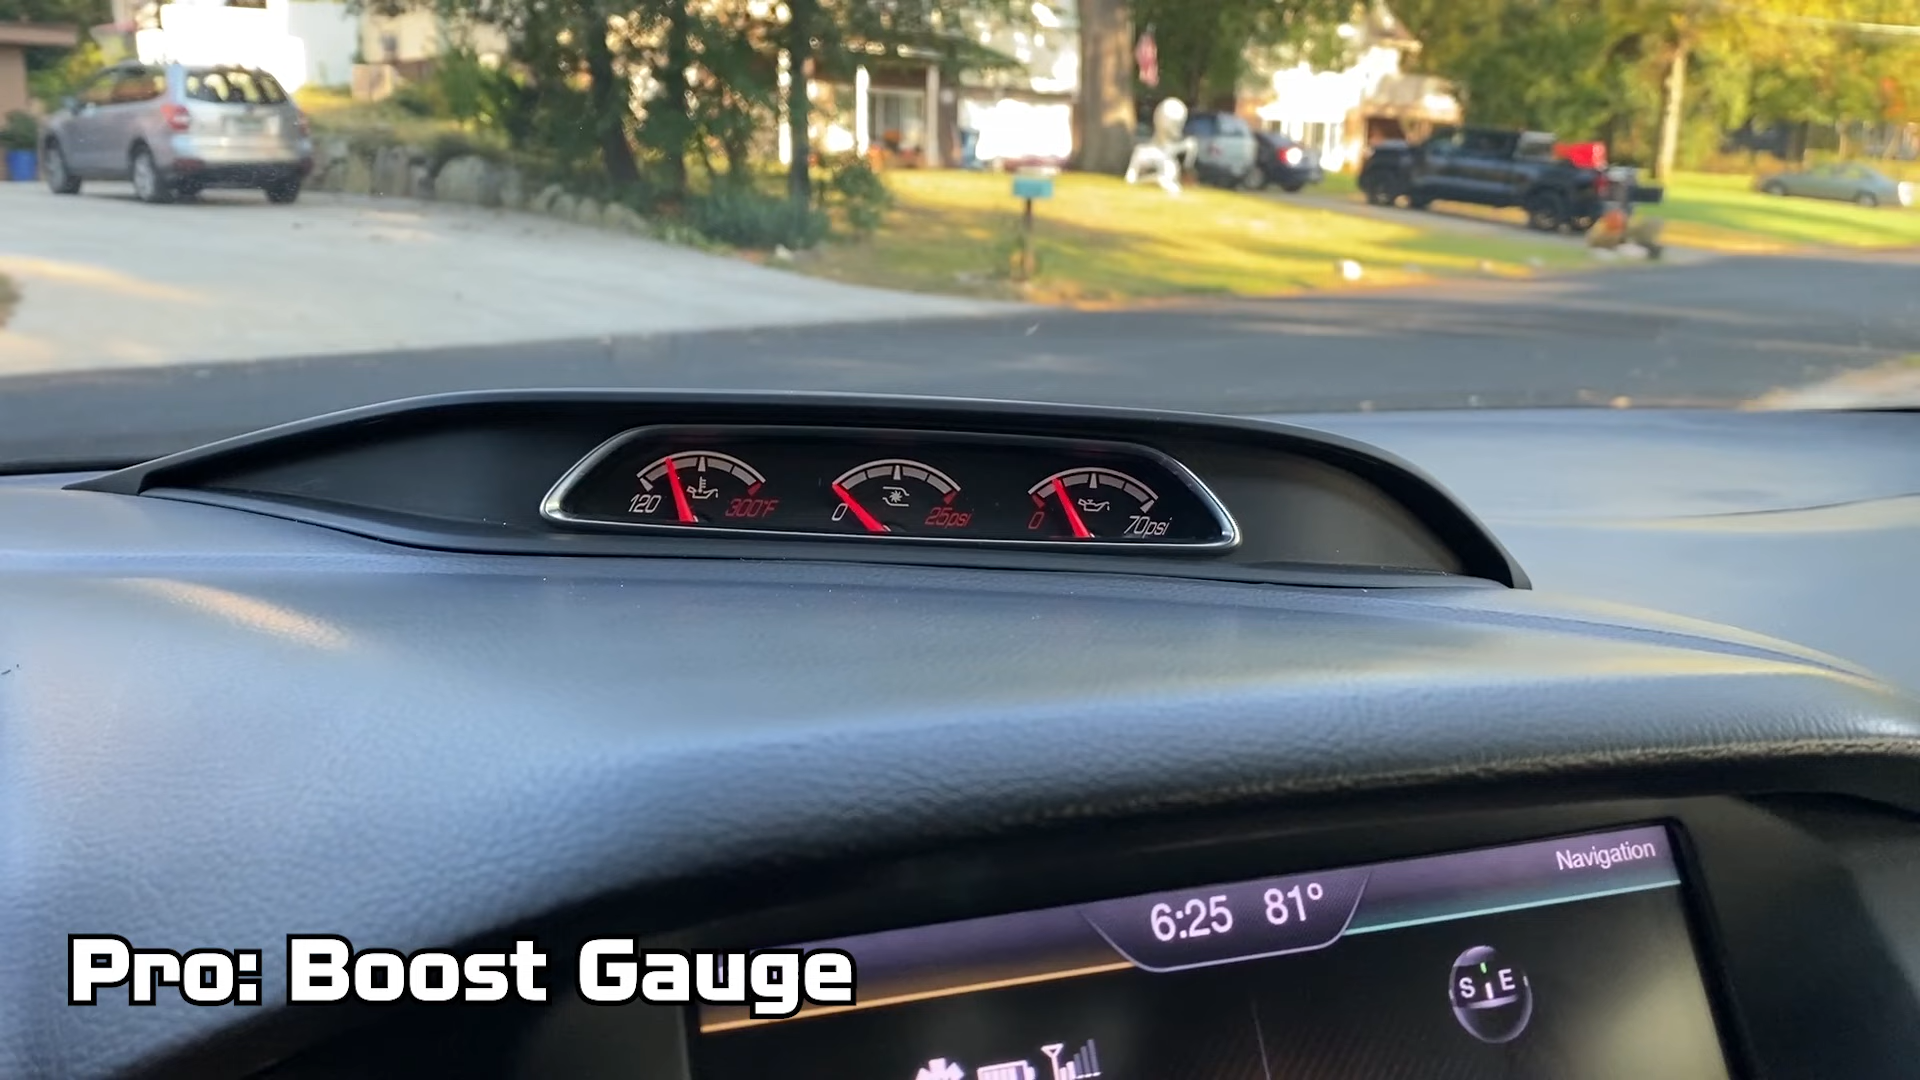 120 300°F 0 25psi 0 70psi
Navigation
6:25 81°
S E
Pro: Boost Gauge